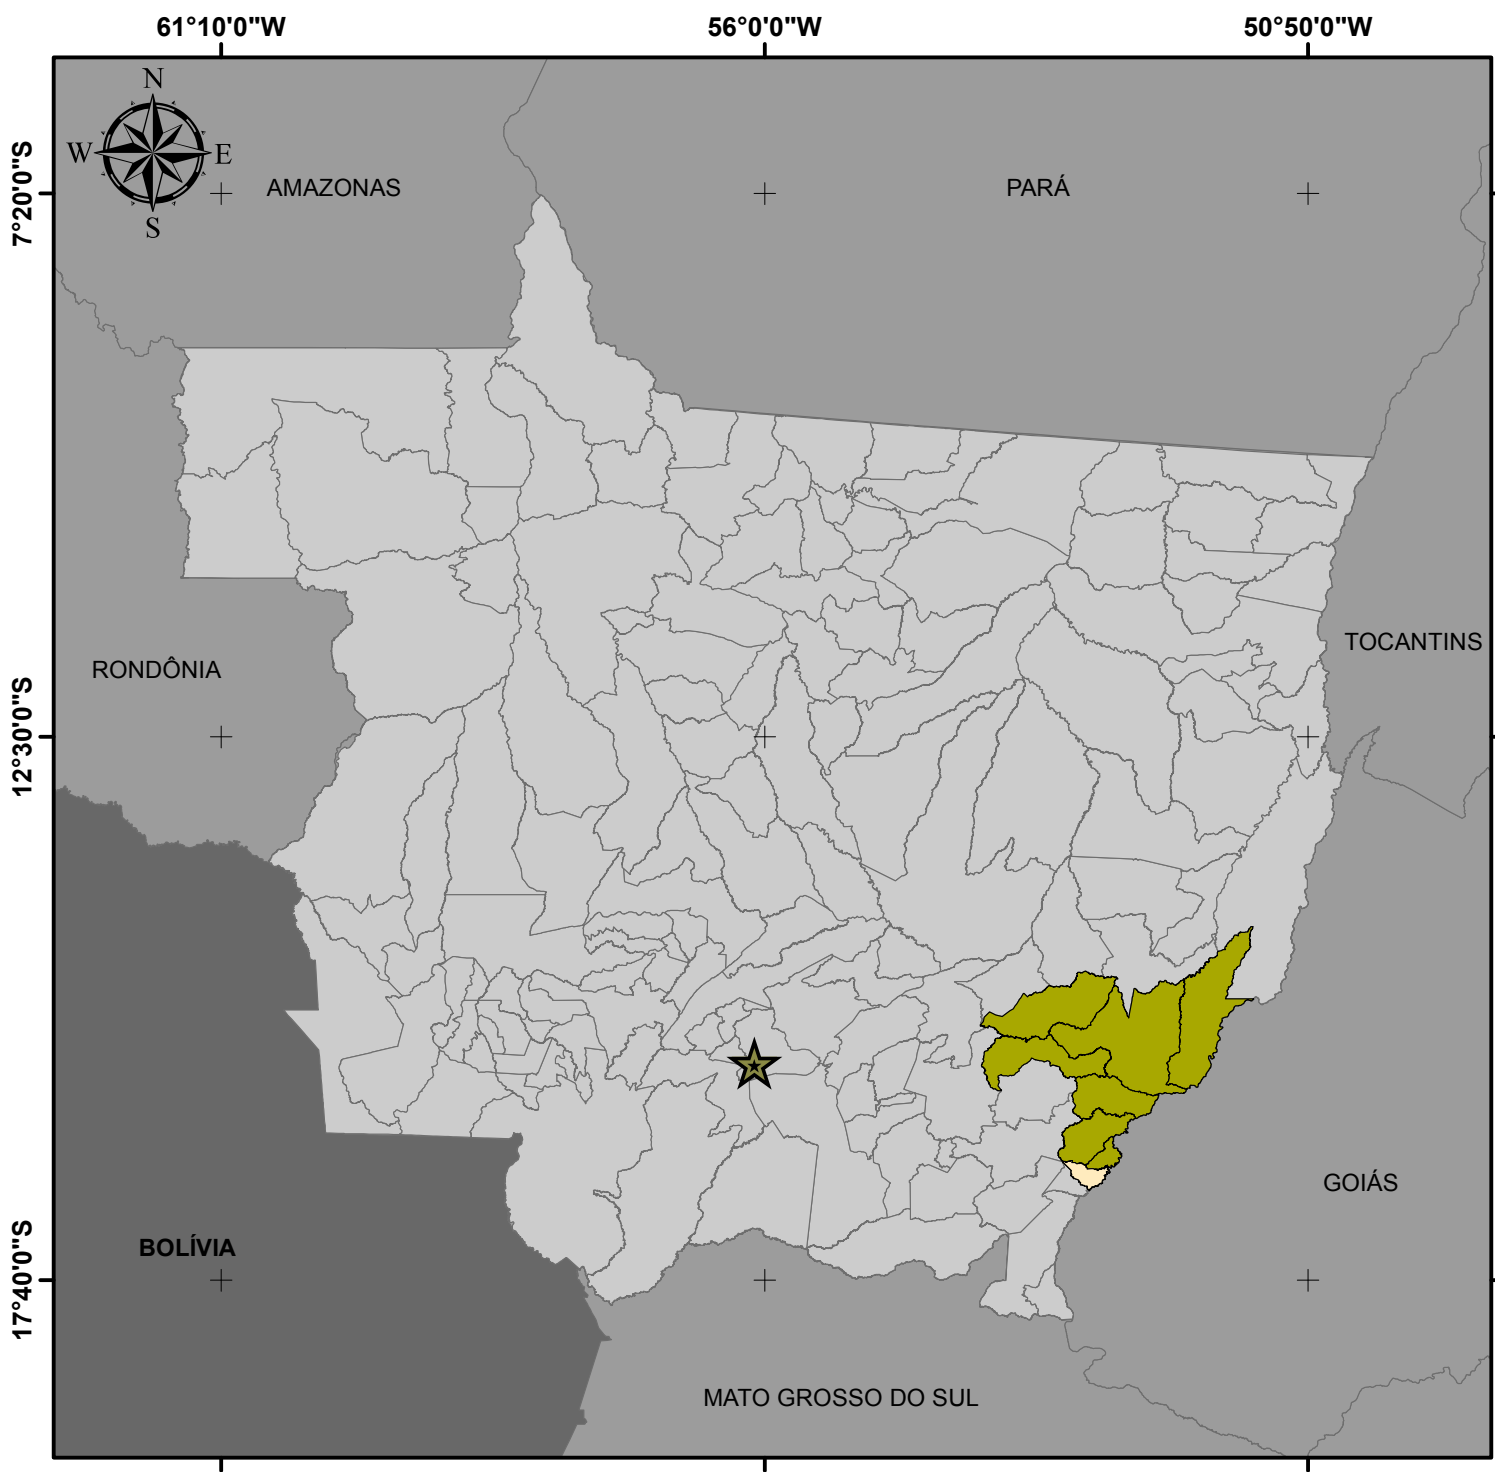 61°10'0"W 56°0'0"W 50°50'0"W
N
W E
S
7°20'0"S
AMAZONAS
PARÁ
TOCANTINS
RONDÔNIA
12°30'0"S
GOIÁS
BOLÍVIA
17°40'0"S
MATO GROSSO DO SUL